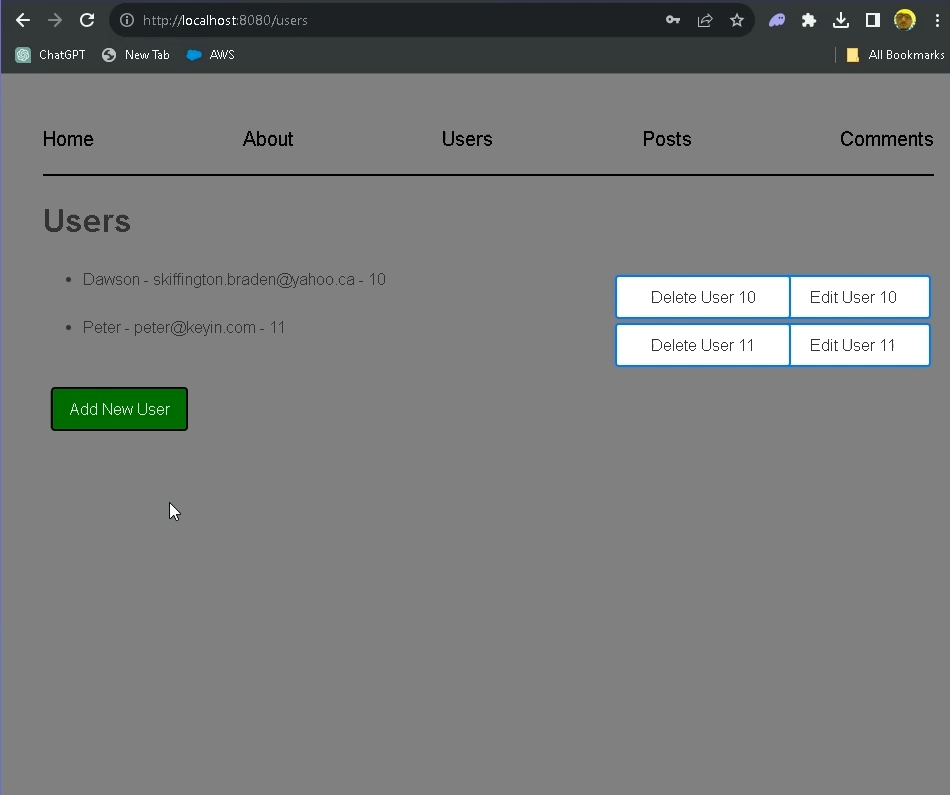 http://localhost:8080/users
ChatGPT New Tab AWS All Bookmarks
Home About Users Posts Comments
Users
Dawson - skiffington.braden@yahoo.ca - 10
Delete User 10 Edit User 10
Peter - peter@keyin.com - 11
Delete User 11 Edit User 11
Add New User